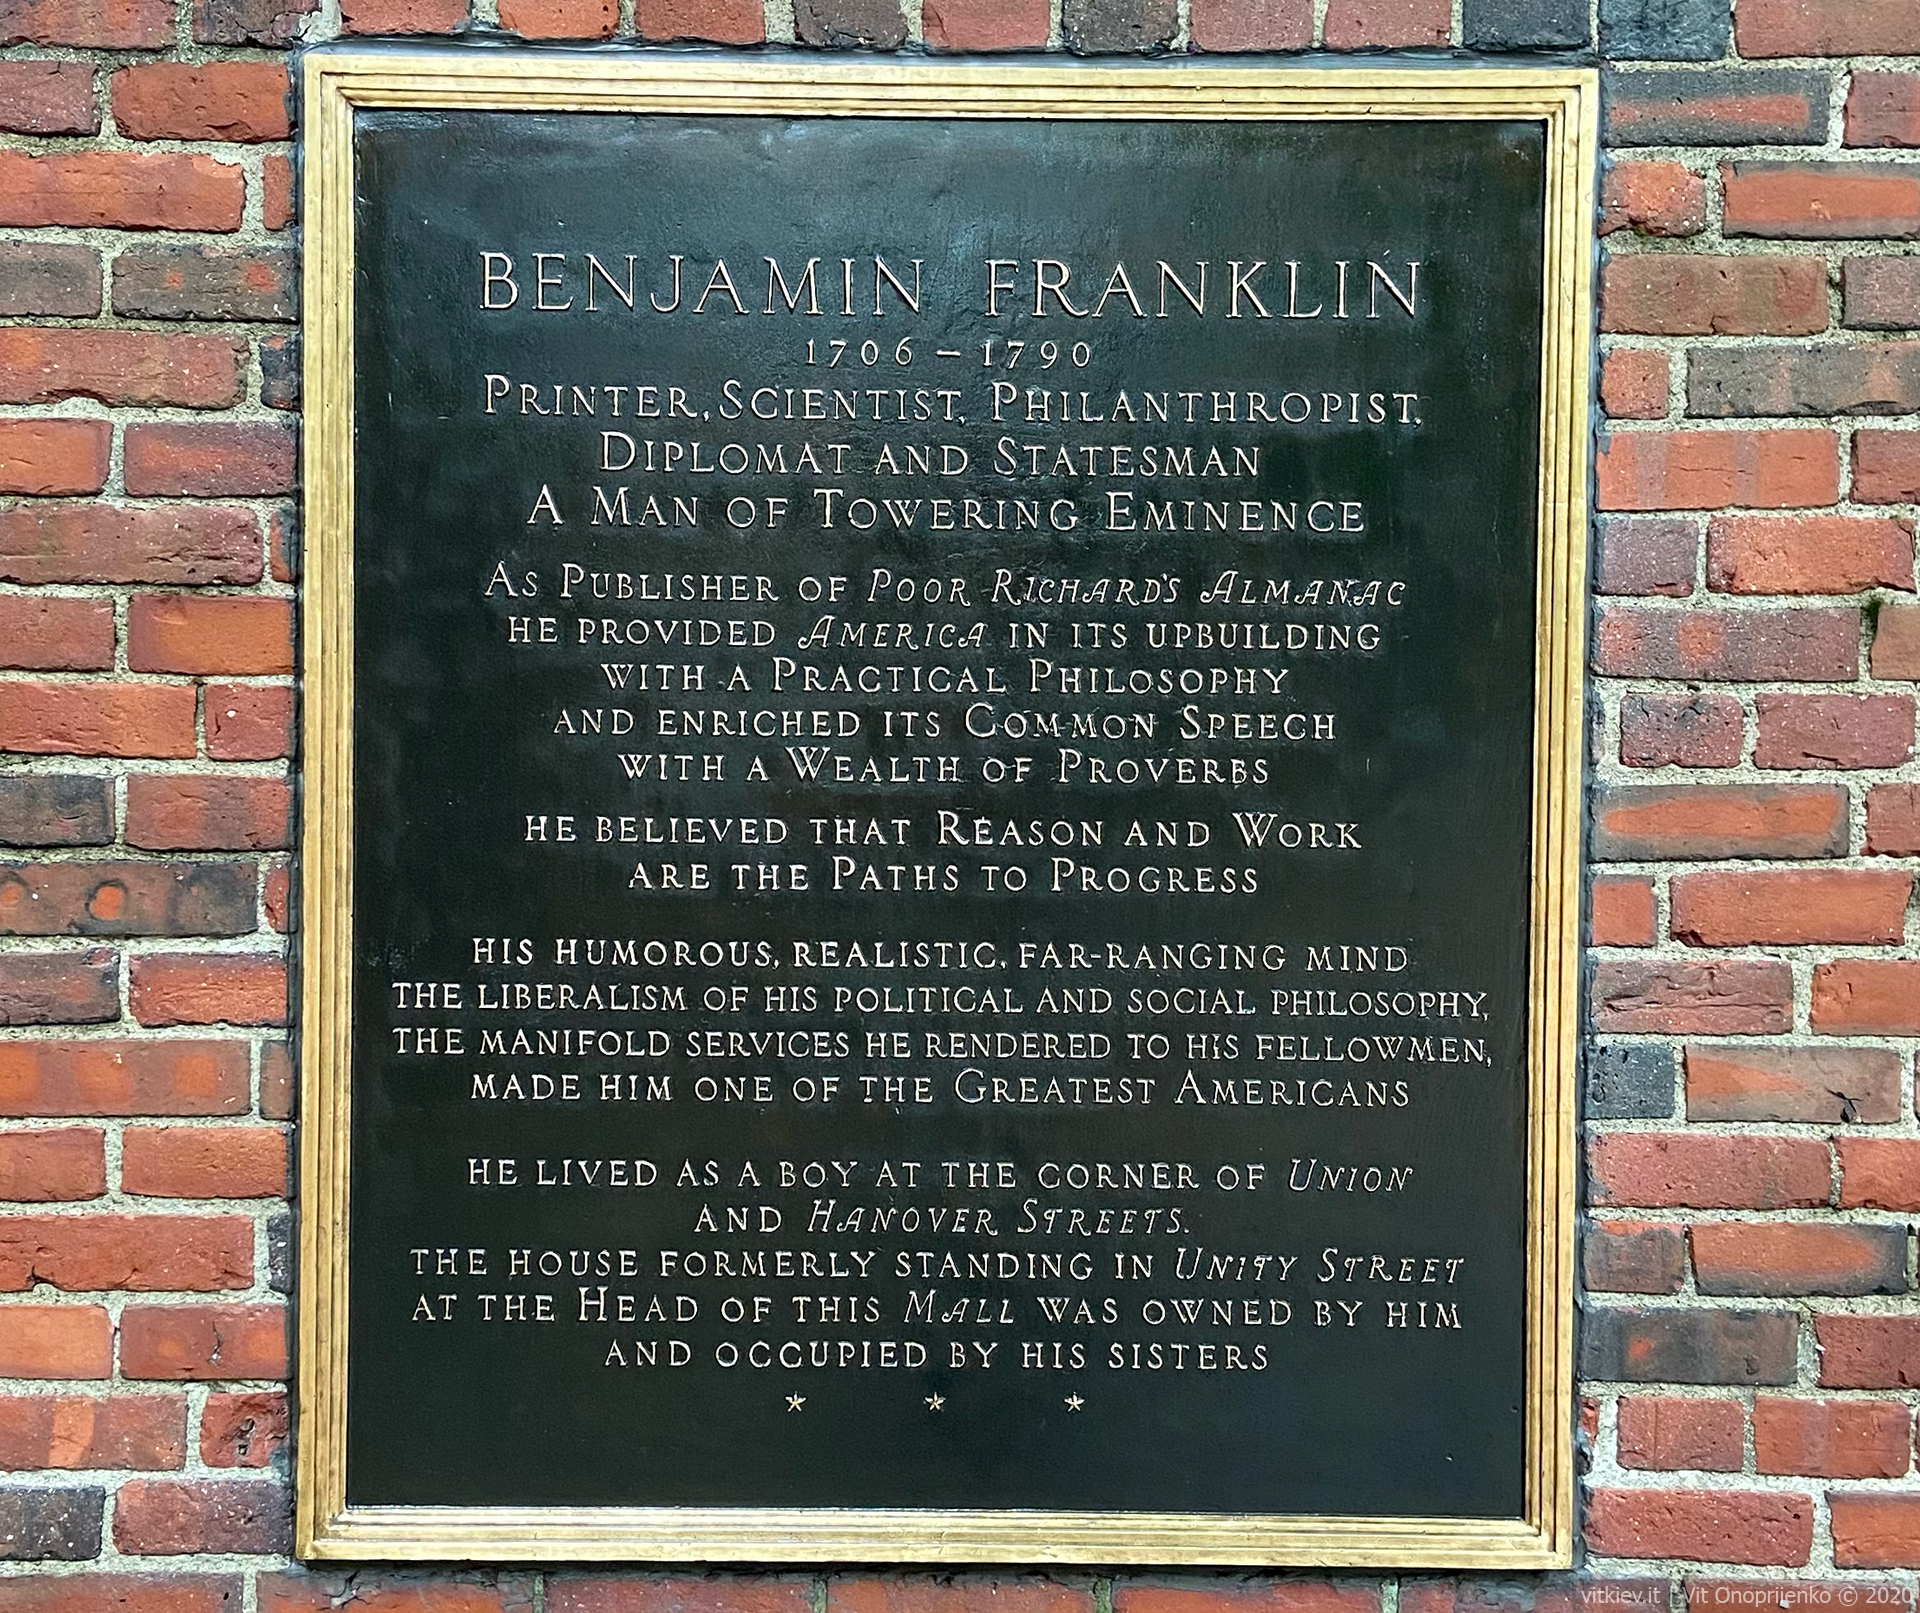 BENJAMIN FRANKLIN
1706 – 1790
PRINTER, SCIENTIST, PHILANTHROPIST,
DIPLOMAT AND STATESMAN
A MAN OF TOWERING EMINENCE
AS PUBLISHER OF POOR RICHARD'S ALMANAC
HE PROVIDED AMERICA IN ITS UPBUILDING
WITH A PRACTICAL PHILOSOPHY
AND ENRICHED ITS COMMON SPEECH
WITH A WEALTH OF PROVERBS
HE BELIEVED THAT REASON AND WORK
ARE THE PATHS TO PROGRESS
HIS HUMOROUS, REALISTIC, FAR-RANGING MIND
THE LIBERALISM OF HIS POLITICAL AND SOCIAL PHILOSOPHY,
THE MANIFOLD SERVICES HE RENDERED TO HIS FELLOWMEN,
MADE HIM ONE OF THE GREATEST AMERICANS
HE LIVED AS A BOY AT THE CORNER OF UNION
AND HANOVER STREETS.
THE HOUSE FORMERLY STANDING IN UNITY STREET
AT THE HEAD OF THIS MALL WAS OWNED BY HIM
AND OCCUPIED BY HIS SISTERS
vitkiev.it | Vit Onoprijenko © 2020